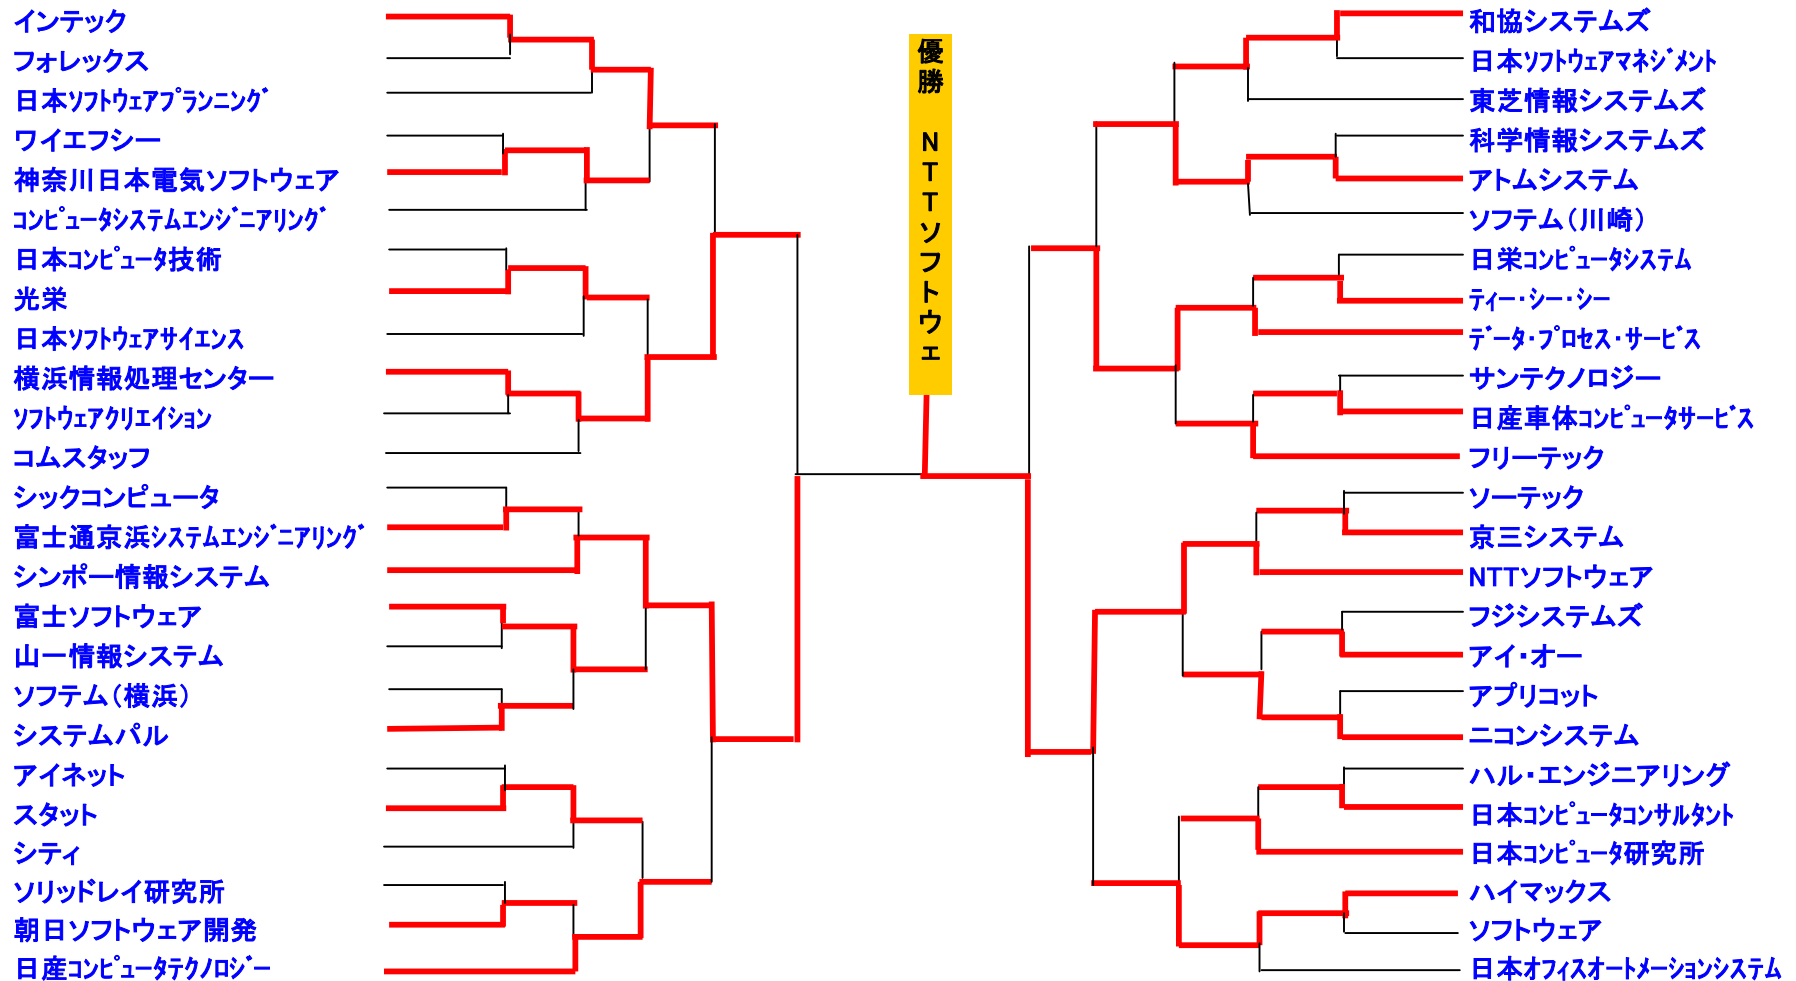 インテック
フォレックス
日本ソフトウェアプランニング
ワイエフシー
神奈川日本電気ソフトウェア
コンピュータシステムエンジニアリング
日本コンピュータ技術
光栄
日本ソフトウェアサイエンス
横浜情報処理センター
ソフトウェアクリエイション
コムスタッフ
シックコンピュータ
富士通京浜システムエンジニアリング
シンポー情報システム
富士ソフトウェア
山一情報システム
ソフテム(横浜)
システムパル
アイネット
スタット
シティ
ソリッドレイ研究所
朝日ソフトウェア開発
日産コンピュータテクノロジー
優勝 NTTソフトウェ
和協システムズ
日本ソフトウェアマネジメント
東芝情報システムズ
科学情報システムズ
アトムシステム
ソフテム(川崎)
日栄コンピュータシステム
ティー・シー・シー
データ・プロセス・サービス
サンテクノロジー
日産車体コンピュータサービス
フリーテック
ソーテック
京三システム
NTTソフトウェア
フジシステムズ
アイ・オー
アプリコット
ニコンシステム
ハル・エンジニアリング
日本コンピュータコンサルタント
日本コンピュータ研究所
ハイマックス
ソフトウェア
日本オフィスオートメーションシステム